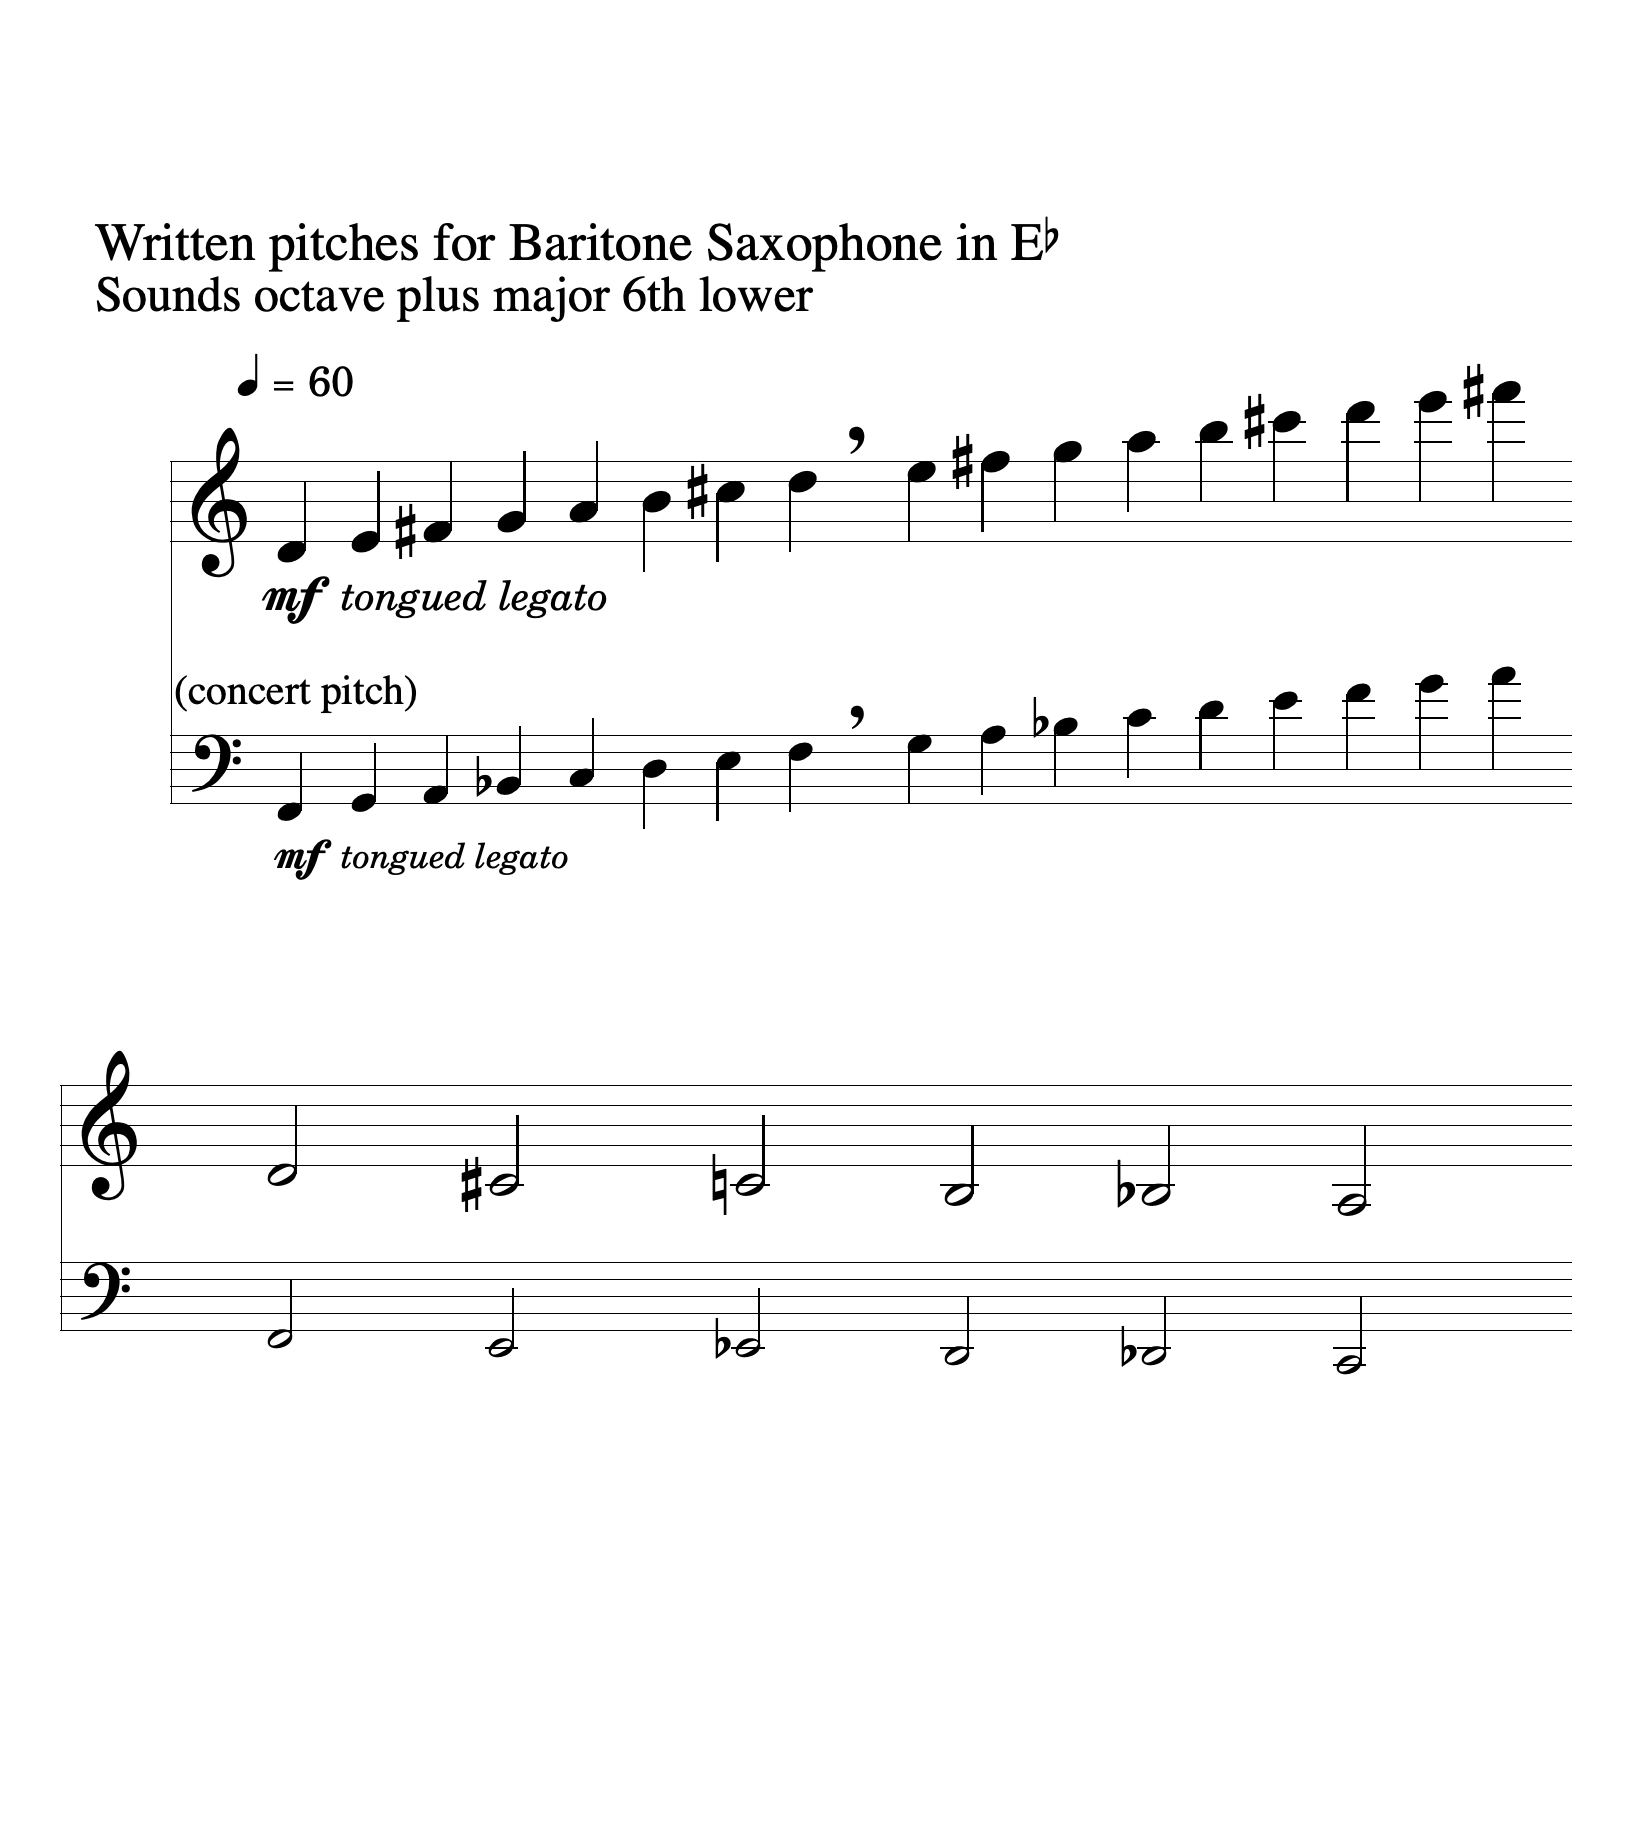 Written pitches for Baritone Saxophone in E♭
Sounds octave plus major 6th lower
♩ = 60
mf tongued legato
(concert pitch)
mf tongued legato